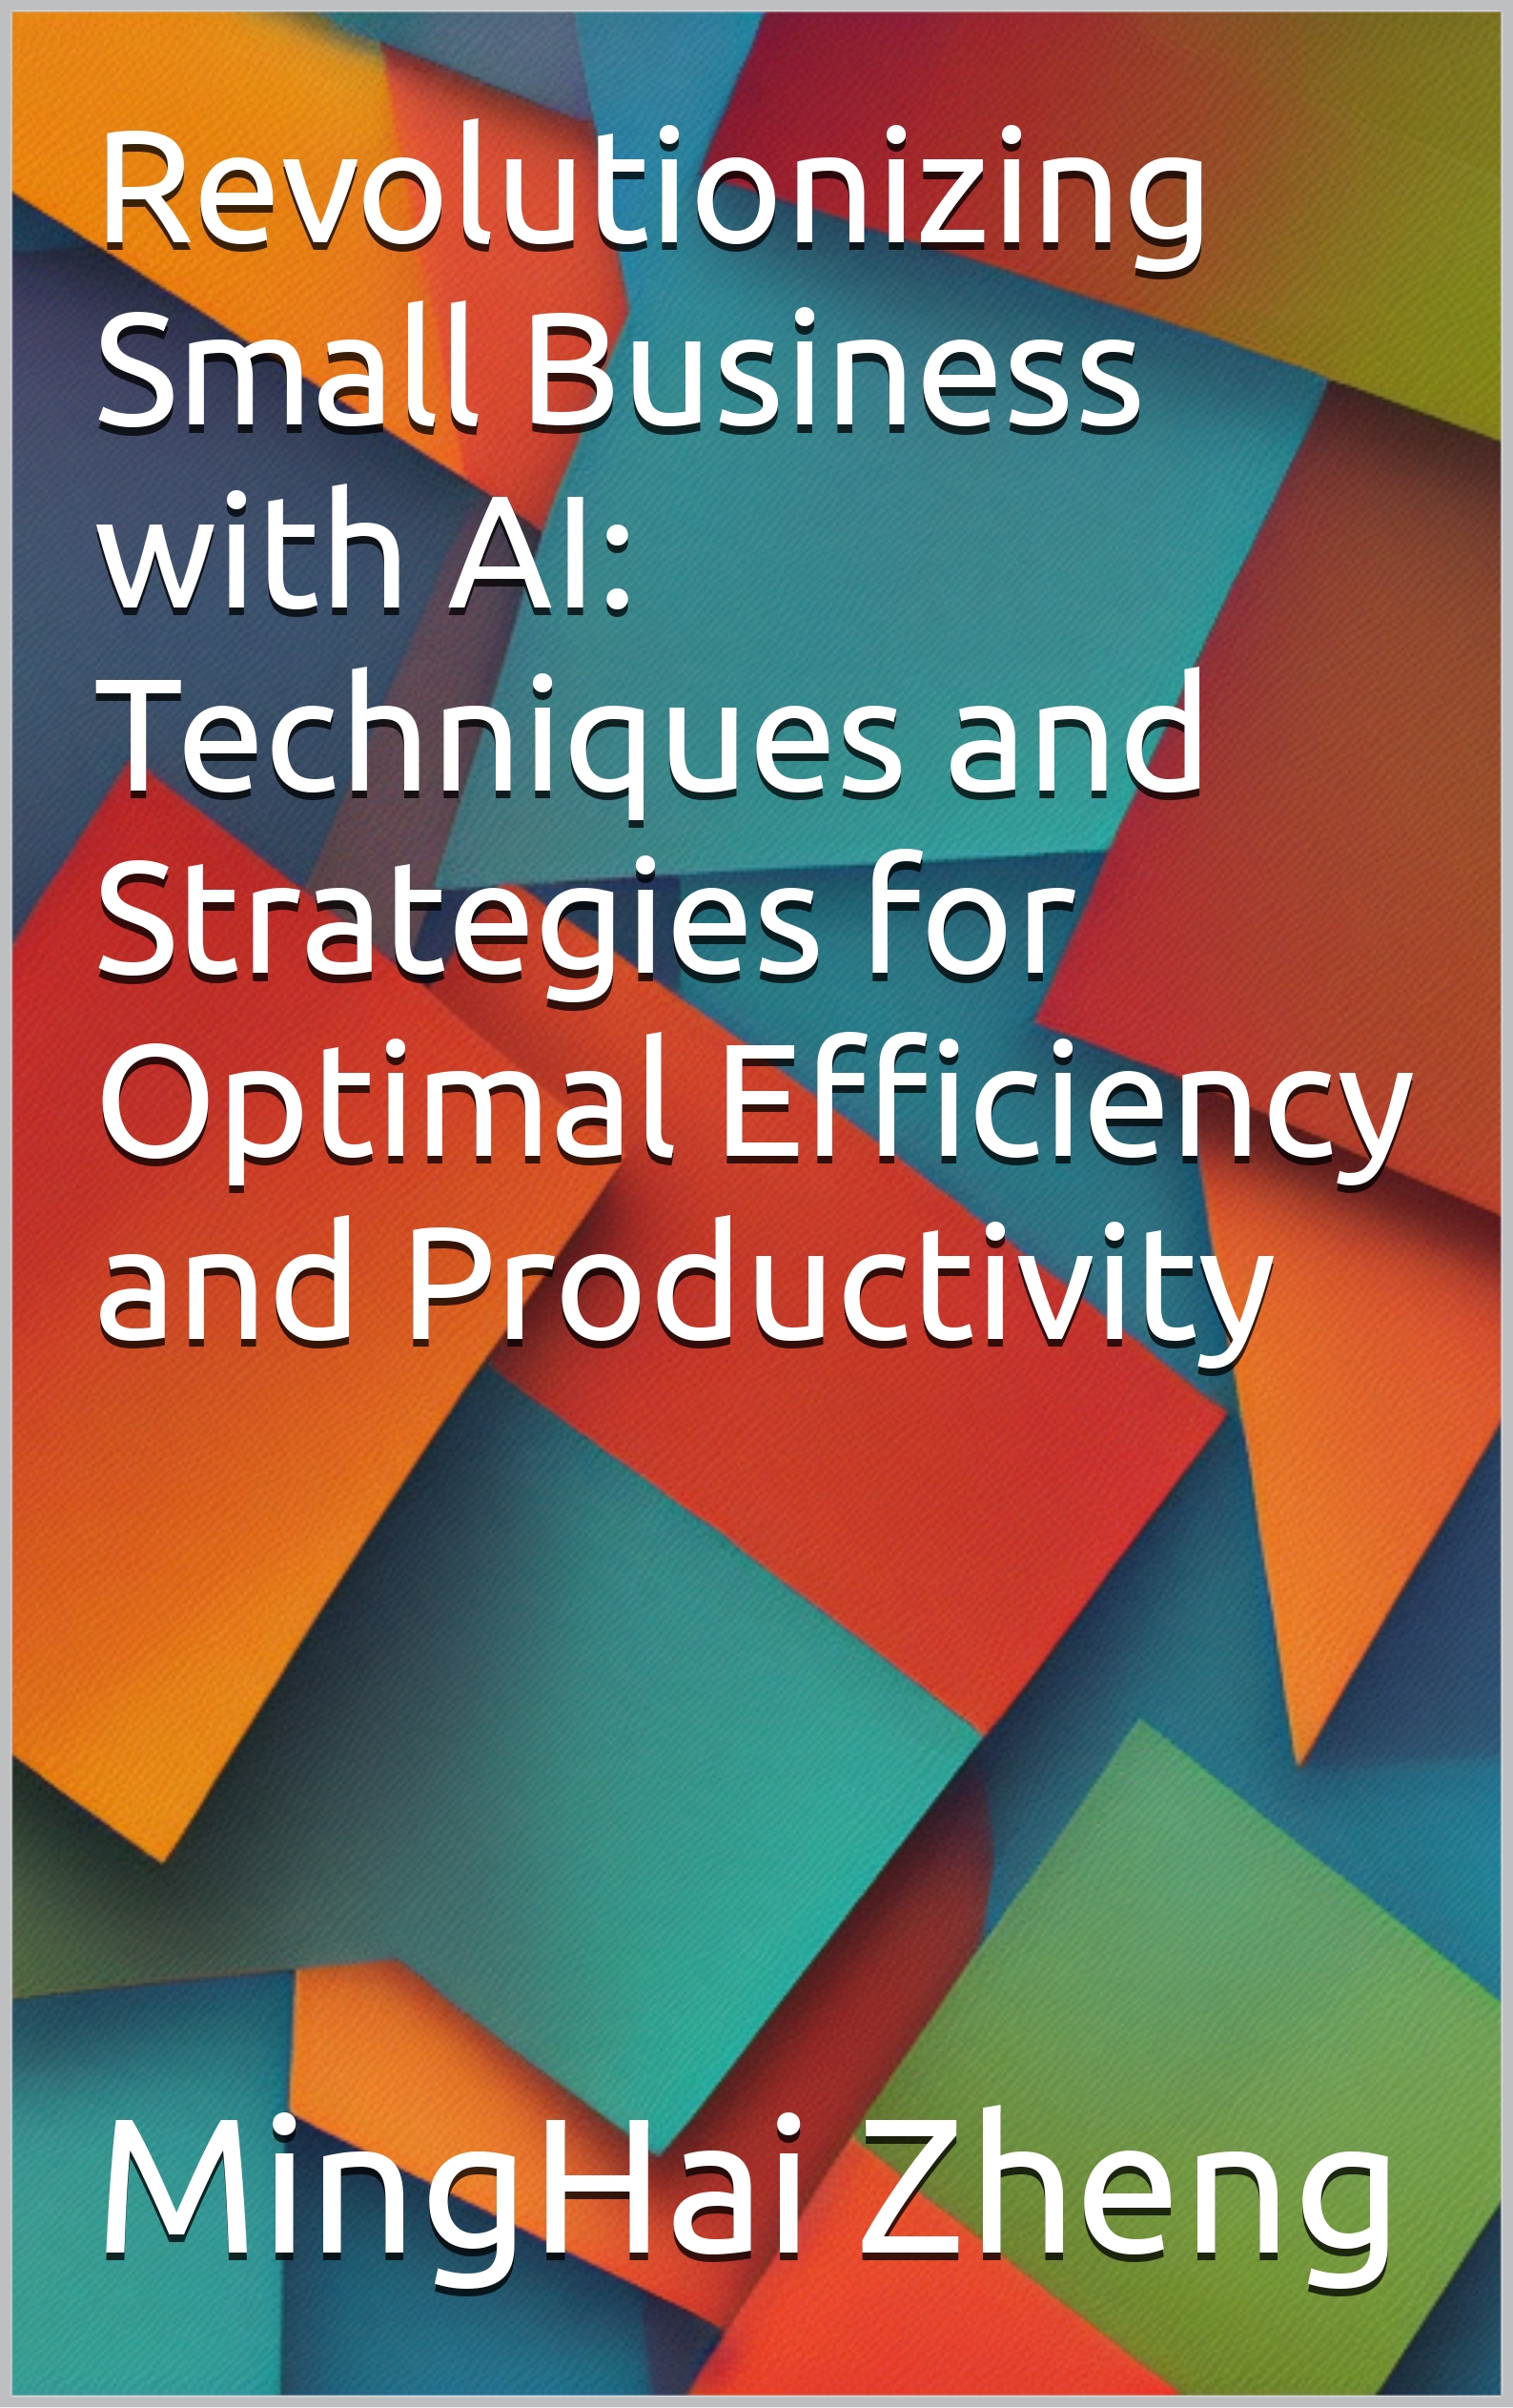 Revolutionizing
Small Business
with AI:
Techniques and
Strategies for
Optimal Efficiency
and Productivity
MingHai Zheng